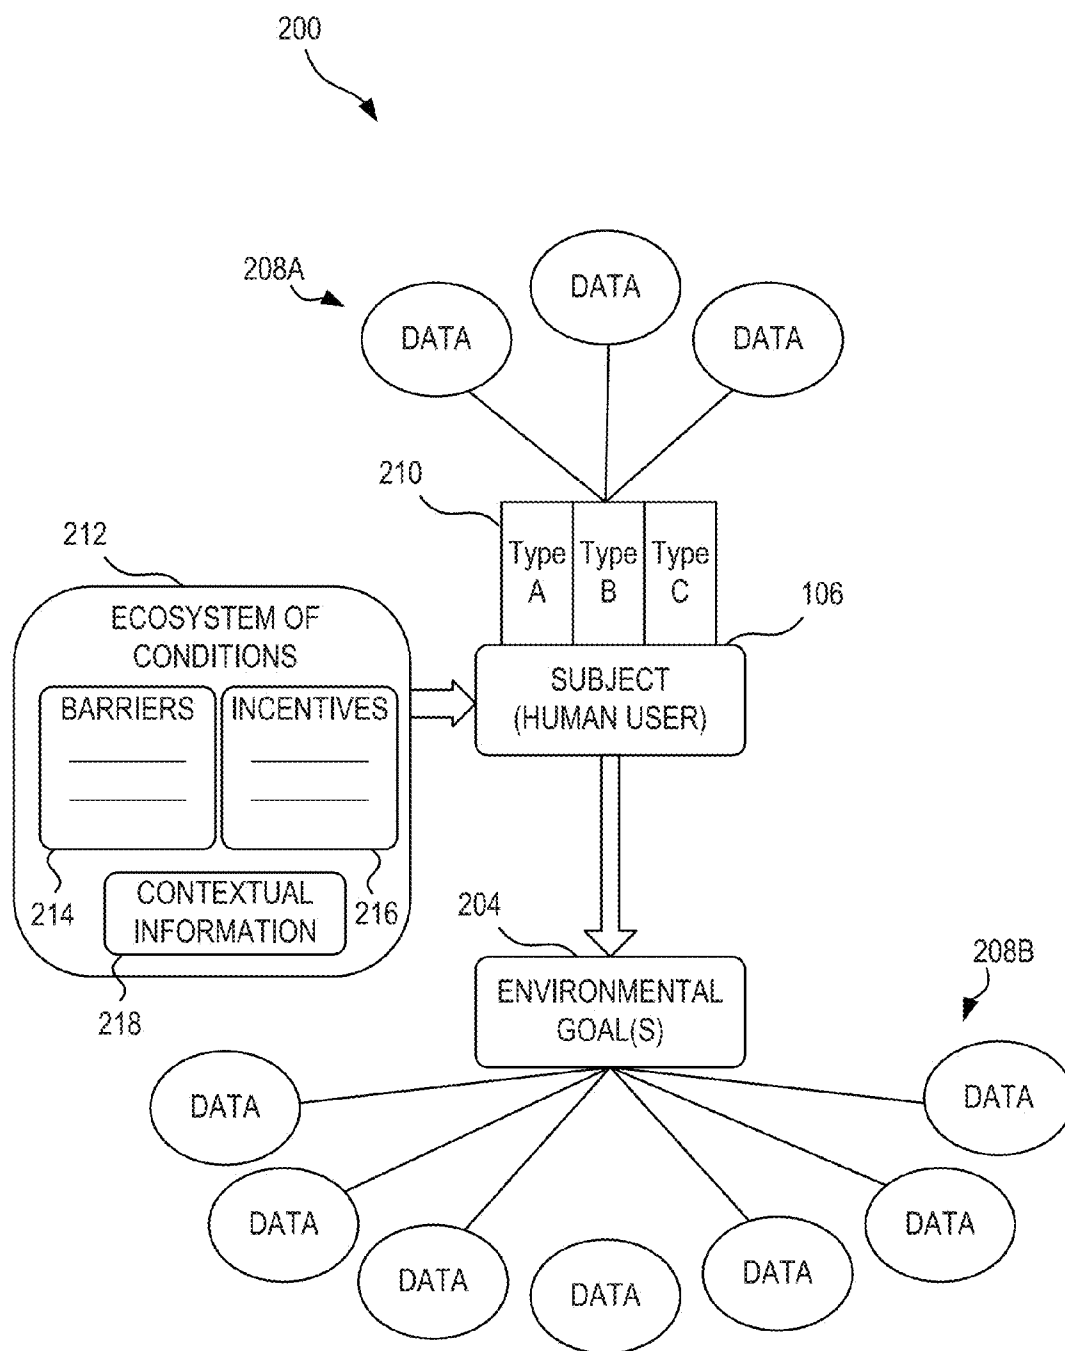 200
208A
DATA
DATA
DATA
210
Type
A
Type
B
Type
C
212
106
ECOSYSTEM OF
CONDITIONS
SUBJECT
(HUMAN USER)
BARRIERS
INCENTIVES
214
216
CONTEXTUAL
INFORMATION
218
204
ENVIRONMENTAL
GOAL(S)
208B
DATA
DATA
DATA
DATA
DATA
DATA
DATA